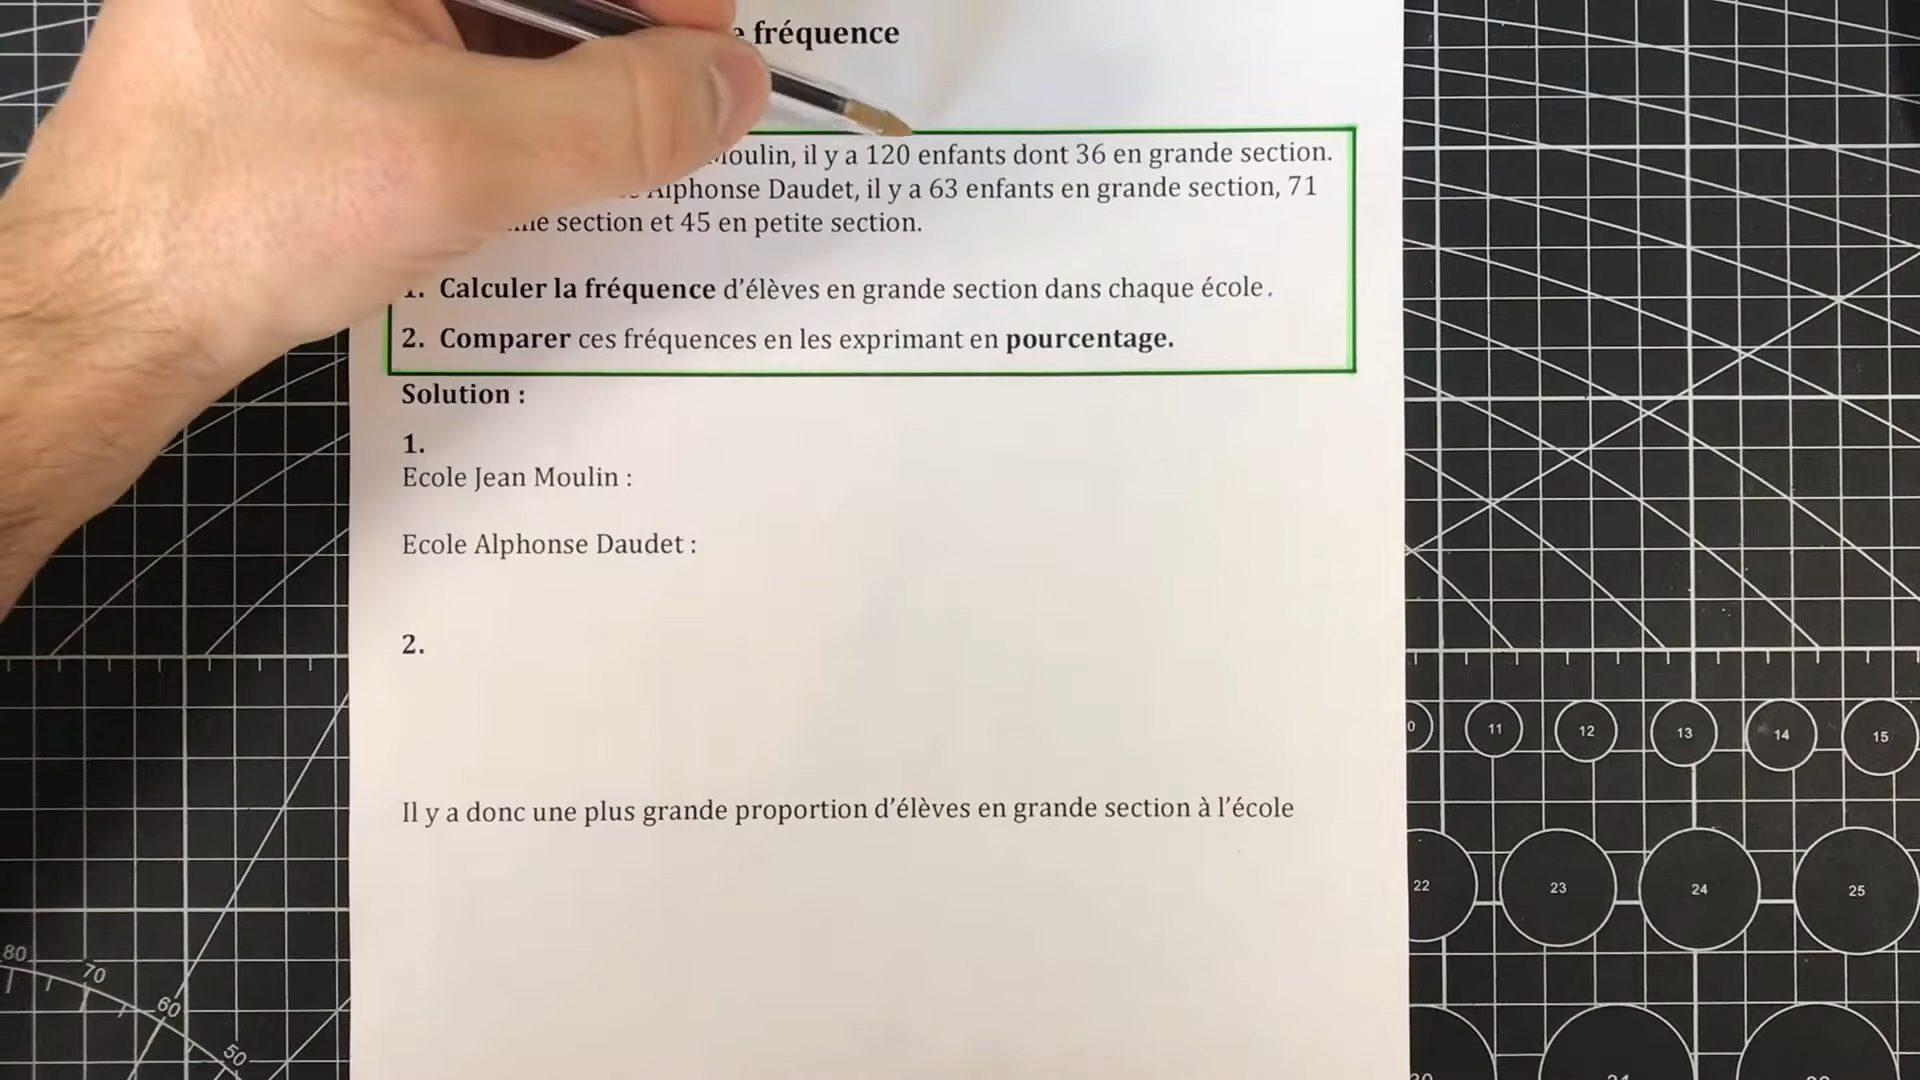 fréquence
Moulin, il y a 120 enfants dont 36 en grande section.
Alphonse Daudet, il y a 63 enfants en grande section, 71
section et 45 en petite section.
1. Calculer la fréquence d’élèves en grande section dans chaque école.
2. Comparer ces fréquences en les exprimant en pourcentage.
Solution :
1.
Ecole Jean Moulin :
Ecole Alphonse Daudet :
2.
Il y a donc une plus grande proportion d’élèves en grande section à l’école
11 12 13 14 15
22 23 24 25
80 70 60 50